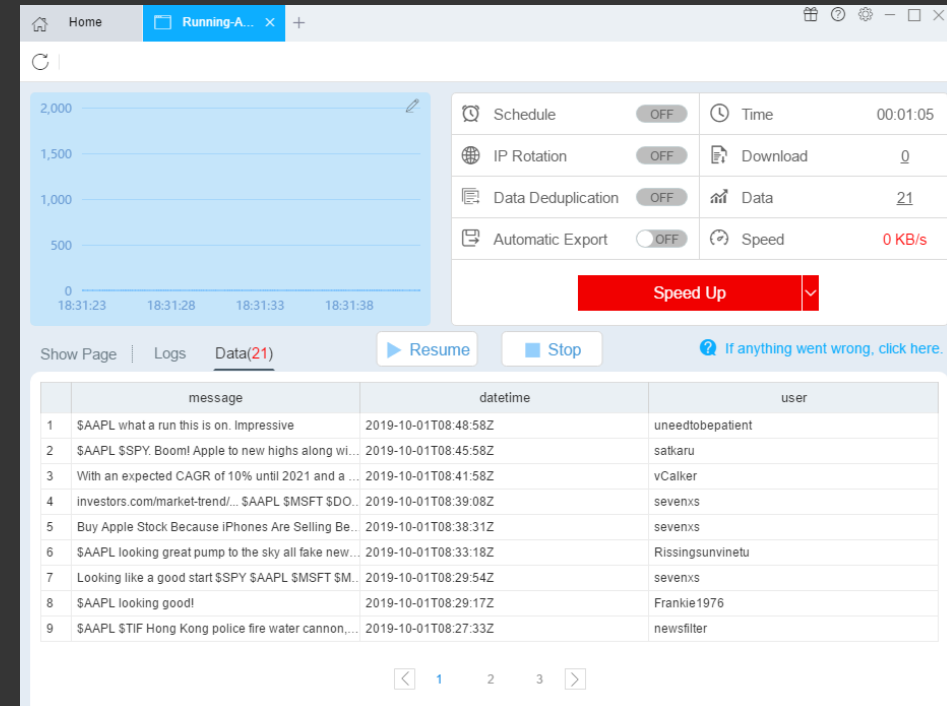 Home Running-A...
2,000
1,500
1,000
500
0
18:31:23 18:31:28 18:31:33 18:31:38
Schedule OFF Time 00:01:05
IP Rotation OFF Download 0
Data Deduplication OFF Data 21
Automatic Export OFF Speed 0 KB/s
Speed Up
Show Page Logs Data(21) Resume Stop If anything went wrong, click here.
message datetime user
1 $AAPL what a run this is on. Impressive 2019-10-01T08:48:58Z uneedtobepatient
2 $AAPL $SPY. Boom! Apple to new highs along wi... 2019-10-01T08:45:58Z satkaru
3 With an expected CAGR of 10% until 2021 and a ... 2019-10-01T08:41:58Z vCalker
4 investors.com/market-trend/... $AAPL $MSFT $DO... 2019-10-01T08:39:08Z sevenxs
5 Buy Apple Stock Because iPhones Are Selling Be... 2019-10-01T08:38:31Z sevenxs
6 $AAPL looking great pump to the sky all fake new... 2019-10-01T08:33:18Z Rissingsunvinetu
7 Looking like a good start $SPY $AAPL $MSFT $M... 2019-10-01T08:29:54Z sevenxs
8 $AAPL looking good! 2019-10-01T08:29:17Z Frankie1976
9 $AAPL $TIF Hong Kong police fire water cannon,... 2019-10-01T08:27:33Z newsfilter
1 2 3